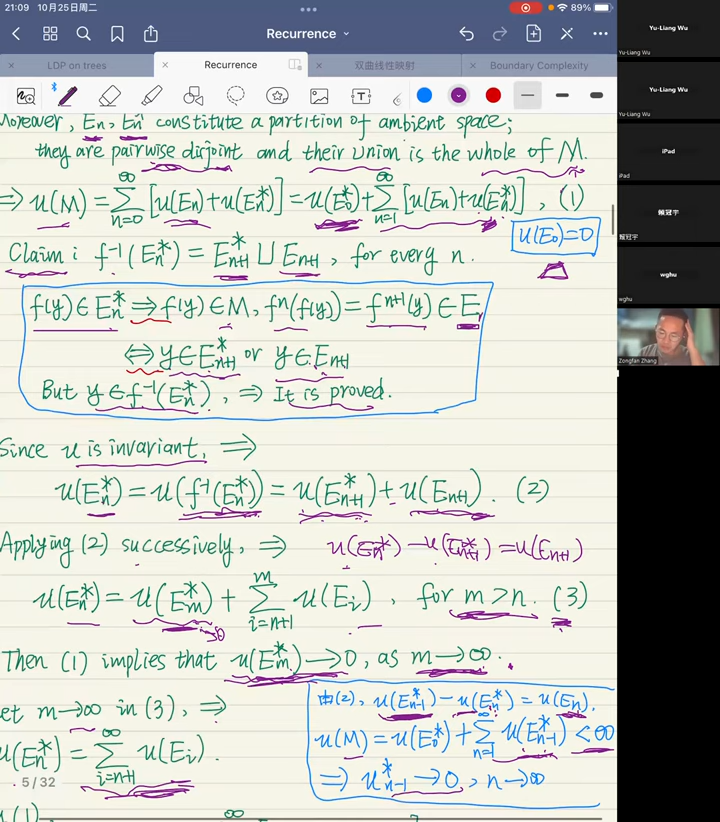 21:09 10月25日周二
89%
Recurrence
LDP on trees
Recurrence
双曲线性映射
Boundary Complexity
Moreover, En, En* constitute a partition of ambient space;
they are pairwise disjoint and their union is the whole of M.
⇒ u(M) = ∑_{n=0}^{∞} [u(En)+u(En*)] = u(E0*) + ∑_{n=1}^{∞} [u(En)+u(En*)], (1)
u(E0)=0
Claim: f⁻¹(En*) = E*n+1 ⊔ En+1, for every n.
f(y) ∈ En* ⇒ f(y) ∈ M, fⁿ(f(y)) = fⁿ⁺¹(y) ∈ E,
⇔ y ∈ E*n+1 or y ∈ En+1
But y ∈ f⁻¹(En*), ⇒ It is proved.
Since u is invariant, ⇒
u(En*) = u(f⁻¹(En*)) = u(E*n+1) + u(En+1). (2)
Applying (2) successively, ⇒ u(En*) − u(E*n+1) = u(En+1)
u(En*) = u(Em*) + ∑_{i=n+1}^{m} u(Ei), for m>n. (3)
→0
Then (1) implies that u(Em*) → 0, as m → ∞.
Let m→∞ in (3), ⇒
u(En*) = ∑_{i=n+1}^{∞} u(Ei).
由(2), u(E*n-1) − u(En*) = u(En).
u(M) = u(E0*) + ∑_{n=1}^{∞} u(E*n-1) < ∞
⇒ u*n-1 → 0, n→∞
5 / 32
u(1)
∞
Yu-Liang Wu
Yu-Liang Wu
Yu-Liang Wu
Yu-Liang Wu
iPad
iPad
賴冠宇
賴冠宇
wghu
wghu
Zongfan Zhang